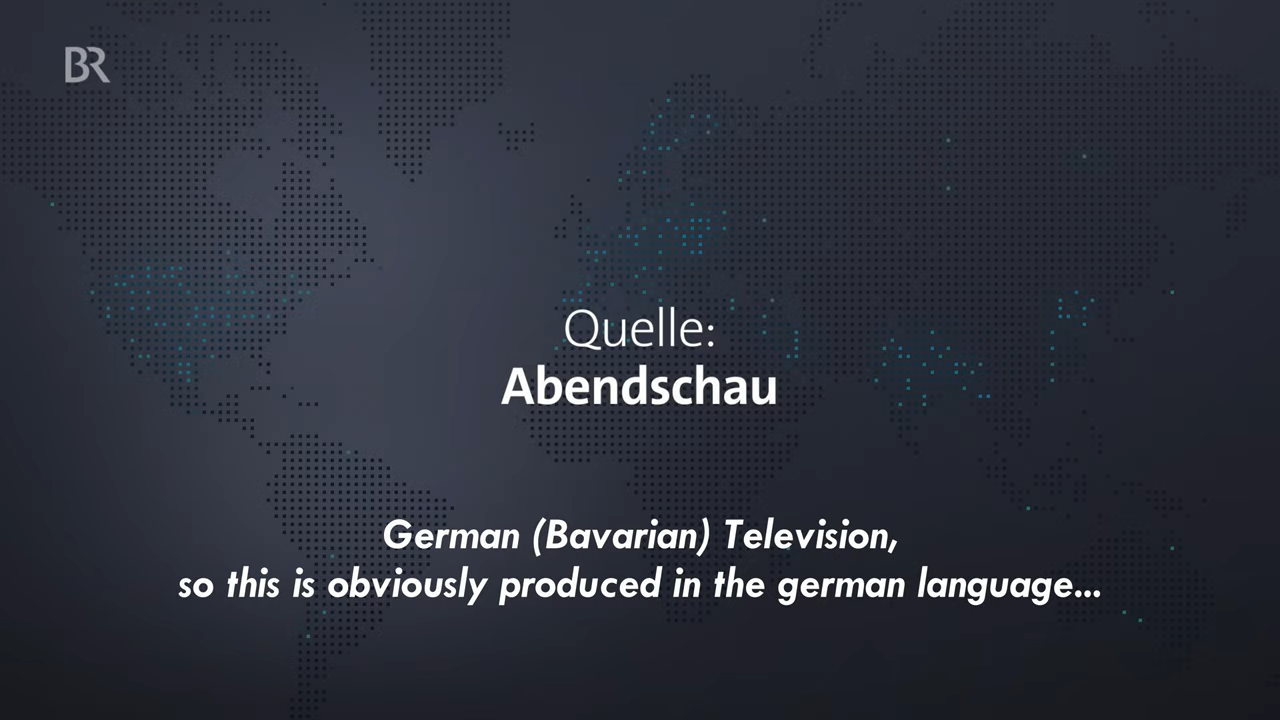 BR
Quelle:
Abendschau
German (Bavarian) Television,
so this is obviously produced in the german language...